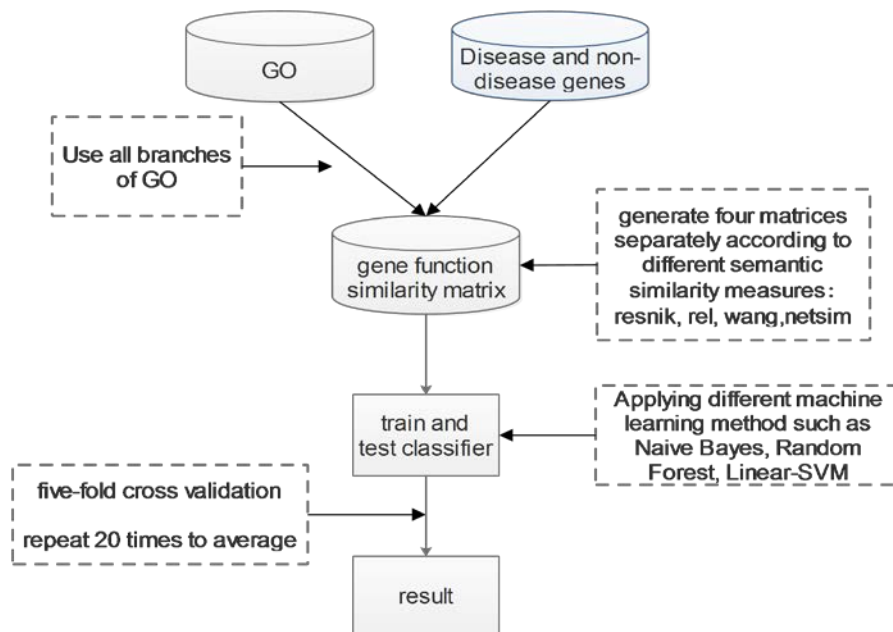 GO
Disease and non-
disease genes
Use all branches
of GO
generate four matrices
separately according to
different semantic
similarity measures:
resnik, rel, wang,netsim
gene function
similarity matrix
Applying different machine
learning method such as
Naive Bayes, Random
Forest, Linear-SVM
train and
test classifier
five-fold cross validation
repeat 20 times to average
result